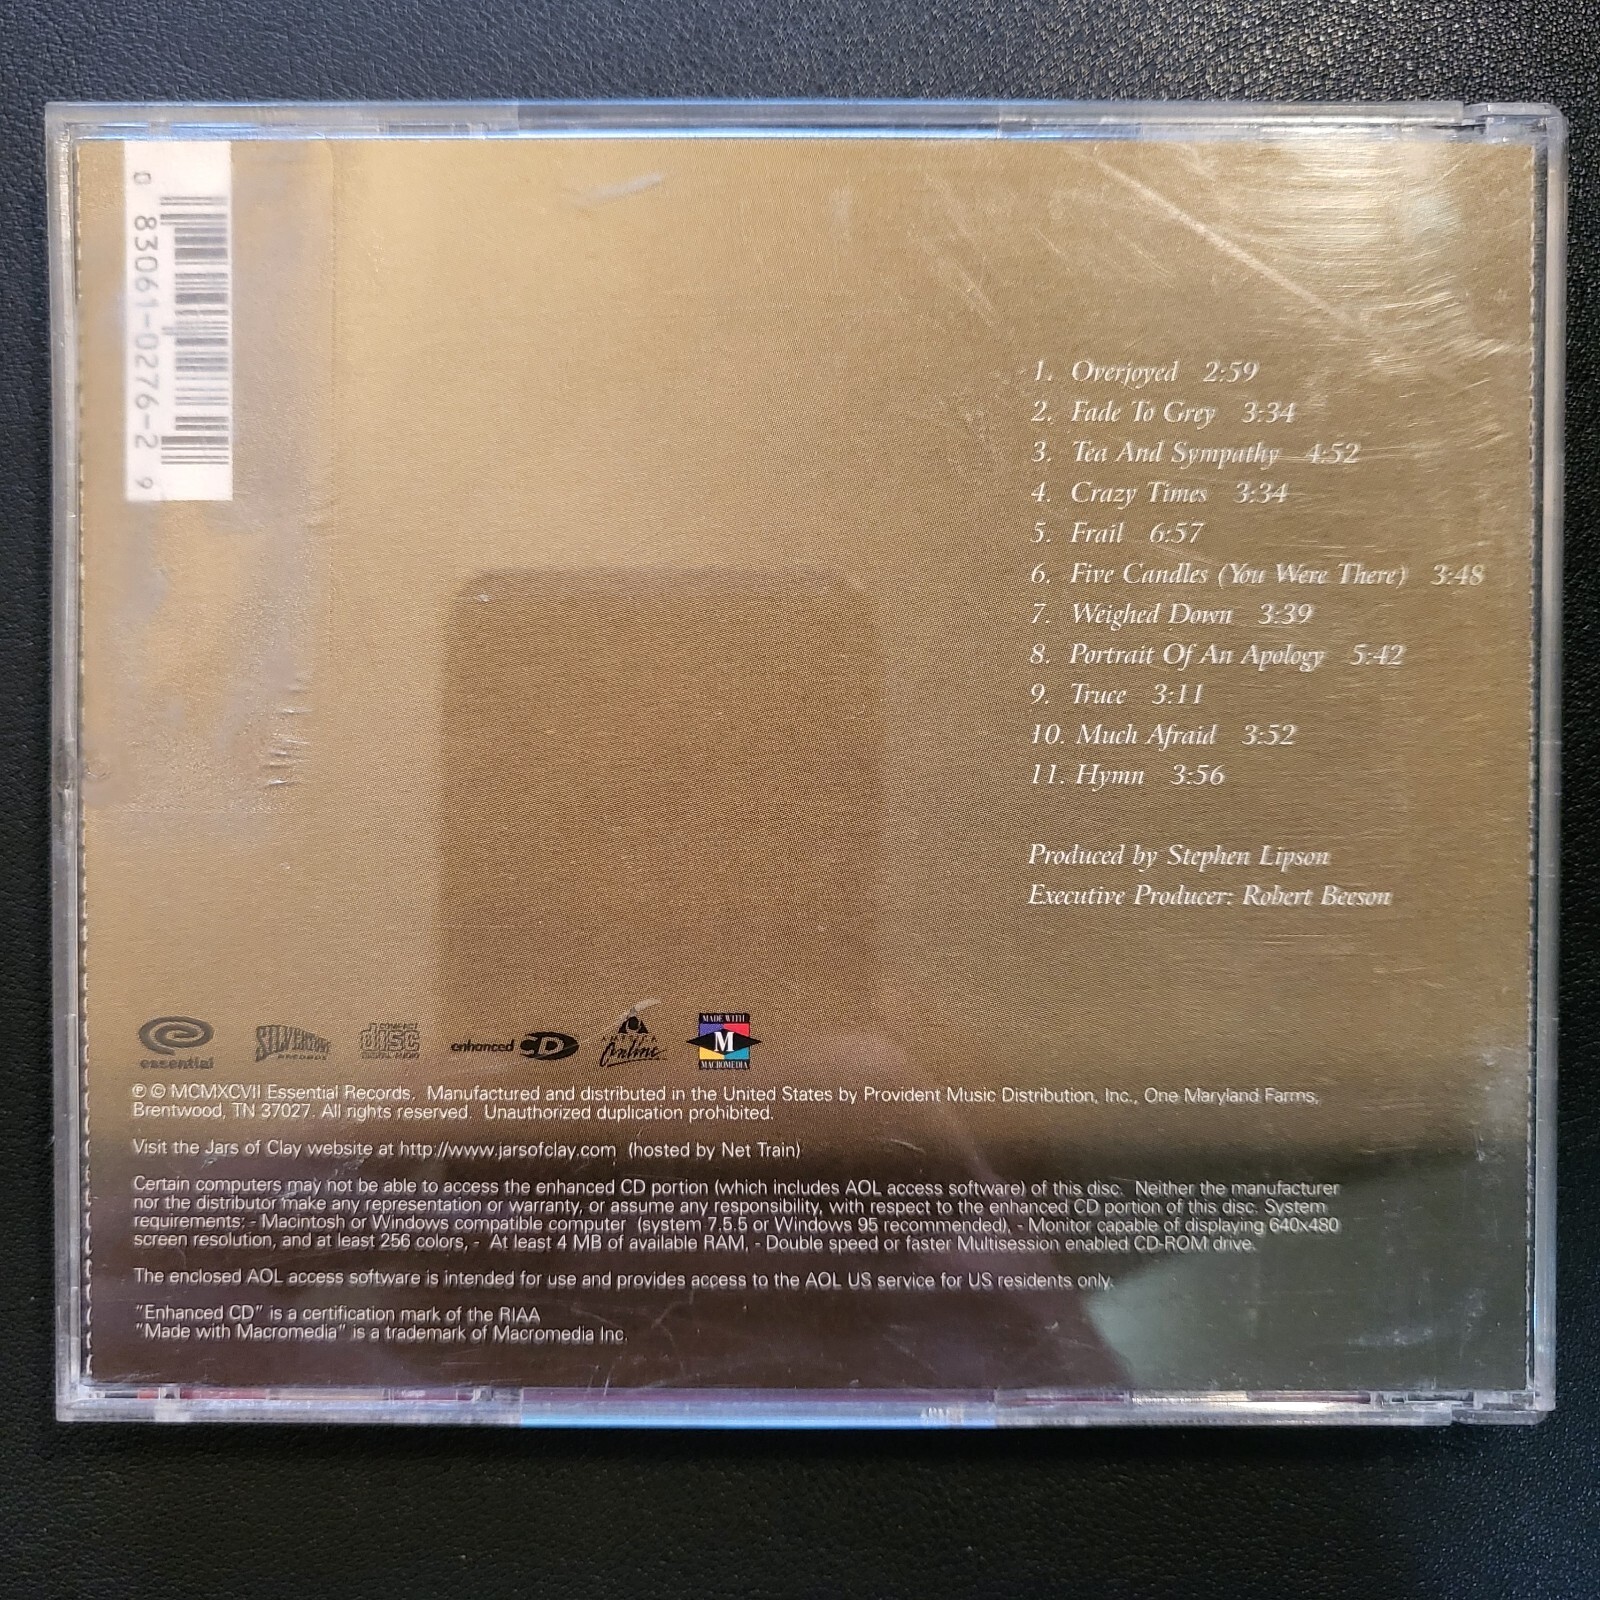 0 83061-0276-2 9
1. Overjoyed 2:59
2. Fade To Grey 3:34
3. Tea And Sympathy 4:52
4. Crazy Times 3:34
5. Frail 6:57
6. Five Candles (You Were There) 3:48
7. Weighed Down 3:39
8. Portrait Of An Apology 5:42
9. Truce 3:11
10. Much Afraid 3:52
11. Hymn 3:56
Produced by Stephen Lipson
Executive Producer: Robert Beeson
essential
SILVERTONE RECORDS
COMPACT disc DIGITAL AUDIO
enhanced CD
AMERICA Online
MADE WITH M MACROMEDIA
℗ © MCMXCVII Essential Records. Manufactured and distributed in the United States by Provident Music Distribution, Inc., One Maryland Farms,
Brentwood, TN 37027. All rights reserved. Unauthorized duplication prohibited.
Visit the Jars of Clay website at http://www.jarsofclay.com (hosted by Net Train)
Certain computers may not be able to access the enhanced CD portion (which includes AOL access software) of this disc. Neither the manufacturer
nor the distributor make any representation or warranty, or assume any responsibility, with respect to the enhanced CD portion of this disc. System
requirements: - Macintosh or Windows compatible computer (system 7.5.5 or Windows 95 recommended), - Monitor capable of displaying 640x480
screen resolution, and at least 256 colors, - At least 4 MB of available RAM, - Double speed or faster Multisession enabled CD-ROM drive.
The enclosed AOL access software is intended for use and provides access to the AOL US service for US residents only.
"Enhanced CD" is a certification mark of the RIAA
"Made with Macromedia" is a trademark of Macromedia Inc.